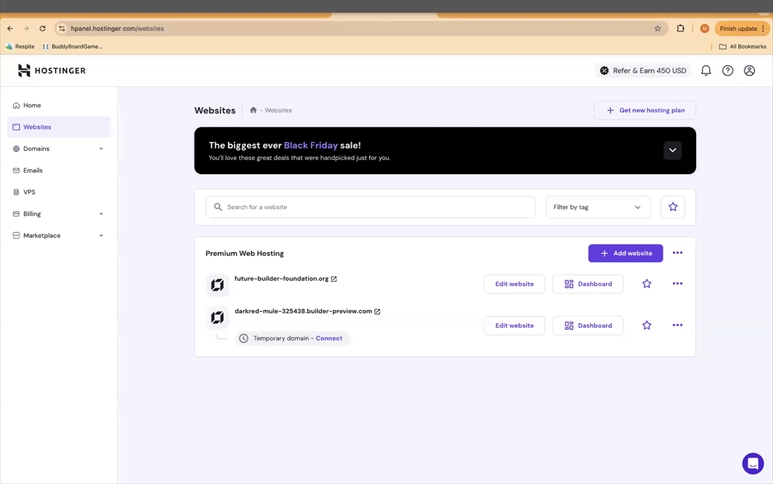 hpanel.hostinger.com/websites
M
Finish update
Respite
BuddyBoardGame...
All Bookmarks
HOSTINGER
Refer & Earn 450 USD
Home
Websites
Domains
Emails
VPS
Billing
Marketplace
Websites
- Websites
Get new hosting plan
The biggest ever Black Friday sale!
You'll love these great deals that were handpicked just for you.
Search for a website
Filter by tag
Premium Web Hosting
Add website
future-builder-foundation.org
Edit website
Dashboard
darkred-mule-325438.builder-preview.com
Edit website
Dashboard
Temporary domain - Connect